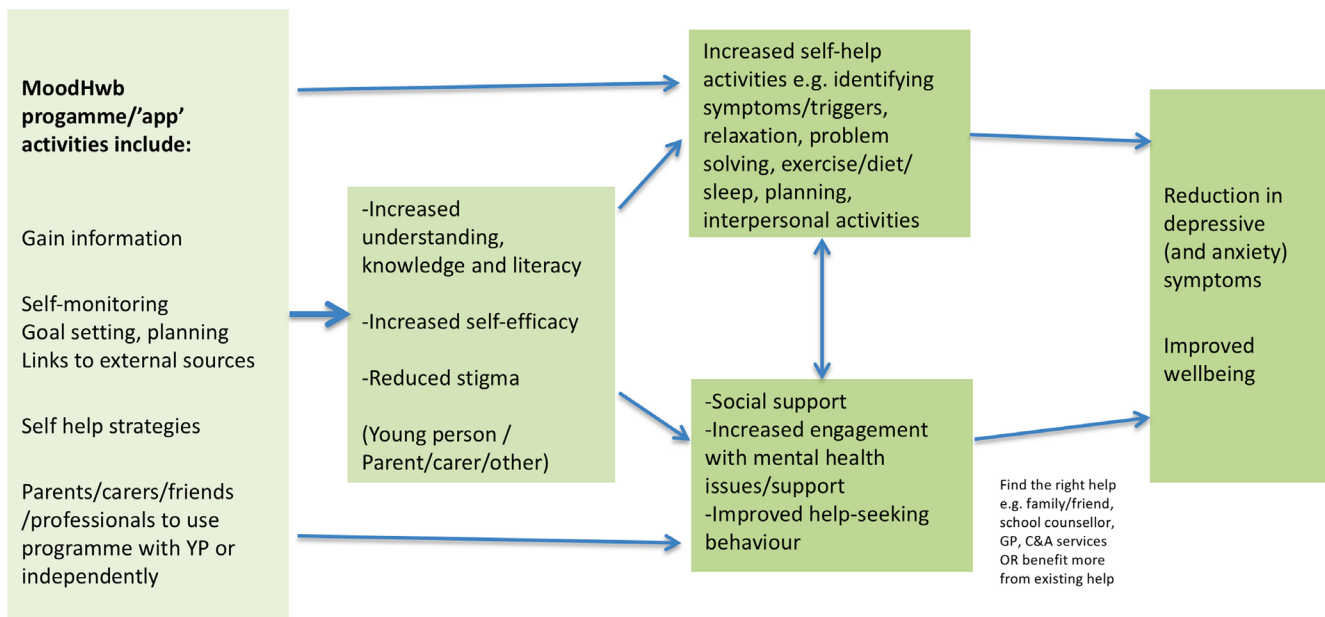 MoodHwb
progamme/’app’
activities include:
Gain information
Self-monitoring
Goal setting, planning
Links to external sources
Self help strategies
Parents/carers/friends
/professionals to use
programme with YP or
independently
-Increased
understanding,
knowledge and literacy
-Increased self-efficacy
-Reduced stigma
(Young person /
Parent/carer/other)
Increased self-help
activities e.g. identifying
symptoms/triggers,
relaxation, problem
solving, exercise/diet/
sleep, planning,
interpersonal activities
-Social support
-Increased engagement
with mental health
issues/support
-Improved help-seeking
behaviour
Find the right help
e.g. family/friend,
school counsellor,
GP, C&A services
OR benefit more
from existing help
Reduction in
depressive
(and anxiety)
symptoms
Improved
wellbeing